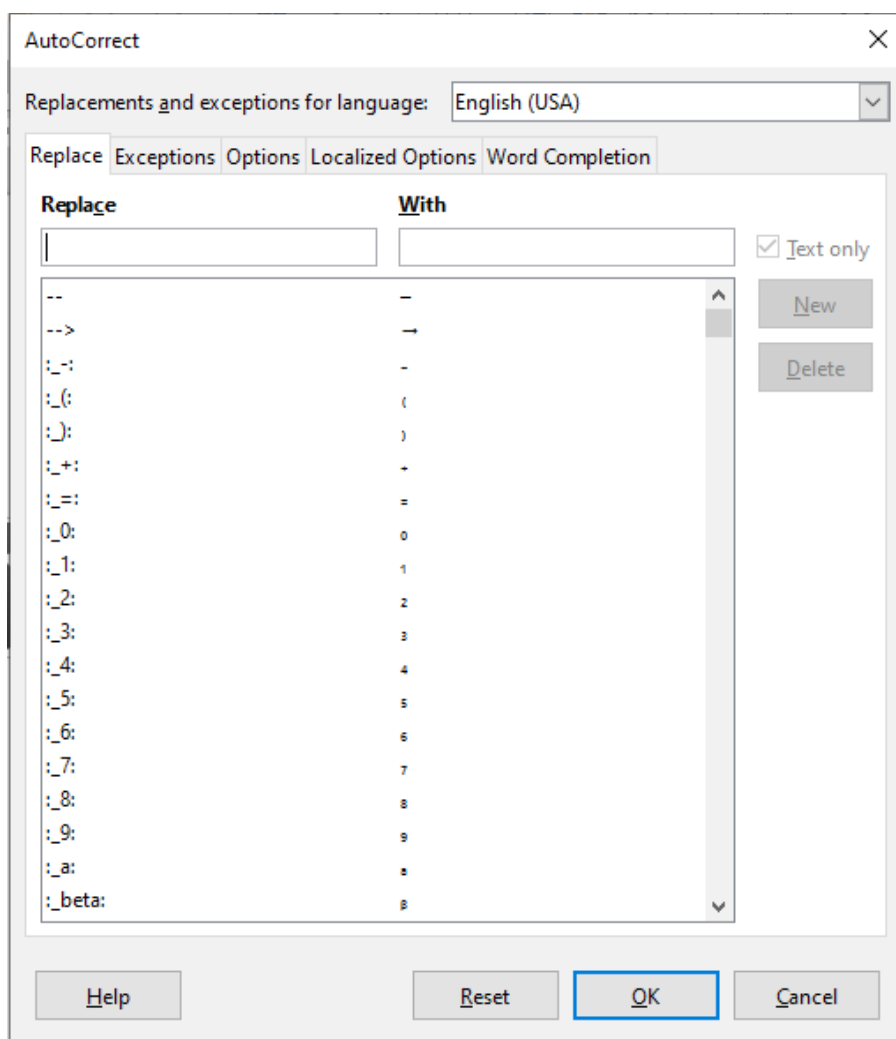 AutoCorrect
Replacements and exceptions for language: English (USA)
Replace Exceptions Options Localized Options Word Completion
Replace With
Text only
-- –
--> →
:_-: ₋
:_(: ₍
:_): ₎
:_+: ₊
:_=: ₌
:_0: ₀
:_1: ₁
:_2: ₂
:_3: ₃
:_4: ₄
:_5: ₅
:_6: ₆
:_7: ₇
:_8: ₈
:_9: ₉
:_a: ₐ
:_beta: ᵦ
New
Delete
Help Reset OK Cancel